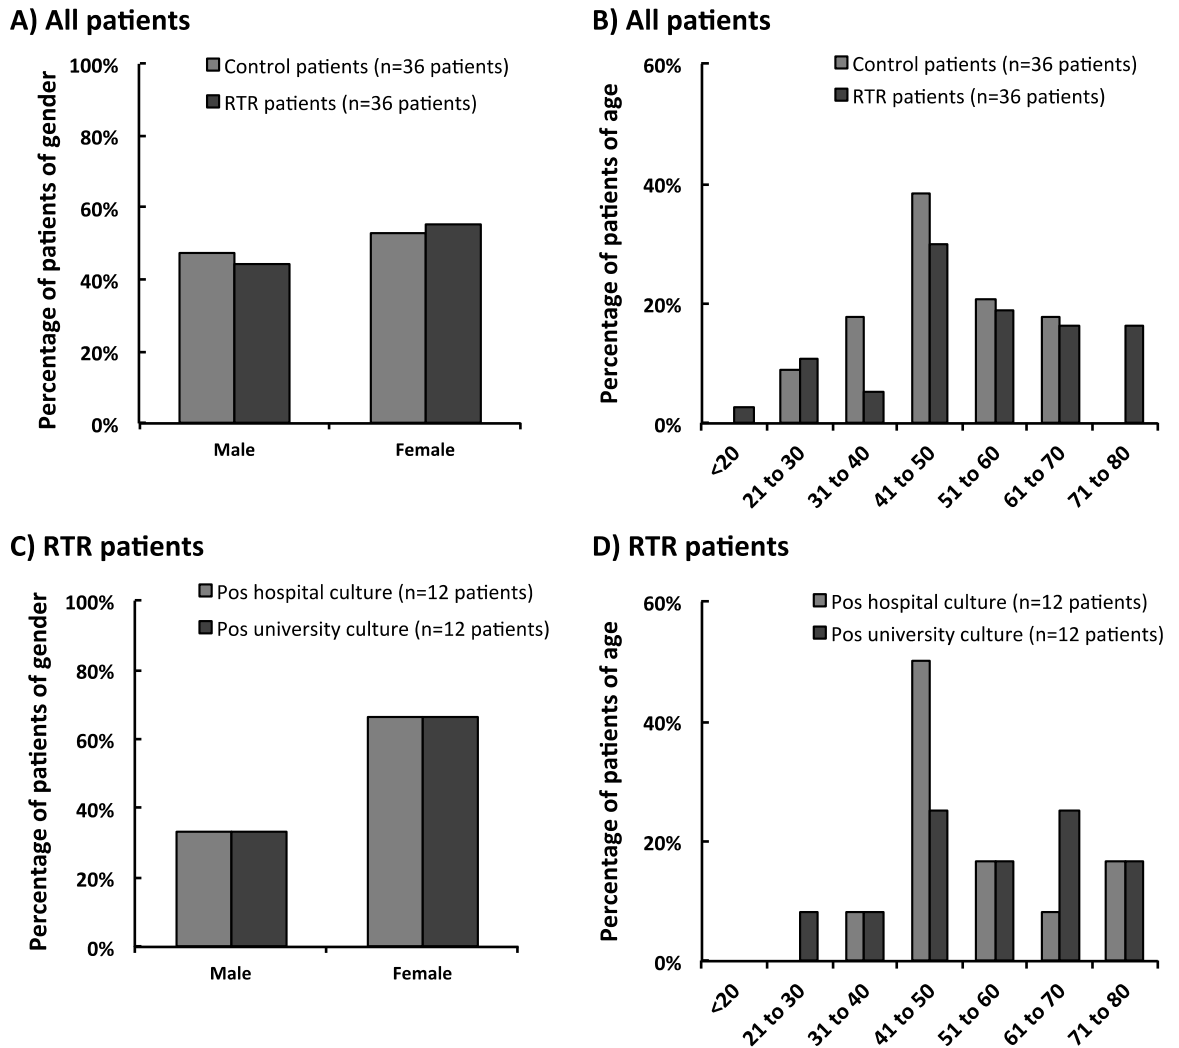 A) All patients
Percentage of patients of gender
100%
80%
60%
40%
20%
0%
Control patients (n=36 patients)
RTR patients (n=36 patients)
Male
Female
B) All patients
Percentage of patients of age
60%
40%
20%
0%
Control patients (n=36 patients)
RTR patients (n=36 patients)
<20
21 to 30
31 to 40
41 to 50
51 to 60
61 to 70
71 to 80
C) RTR patients
Percentage of patients of gender
100%
80%
60%
40%
20%
0%
Pos hospital culture (n=12 patients)
Pos university culture (n=12 patients)
Male
Female
D) RTR patients
Percentage of patients of age
60%
40%
20%
0%
Pos hospital culture (n=12 patients)
Pos university culture (n=12 patients)
<20
21 to 30
31 to 40
41 to 50
51 to 60
61 to 70
71 to 80